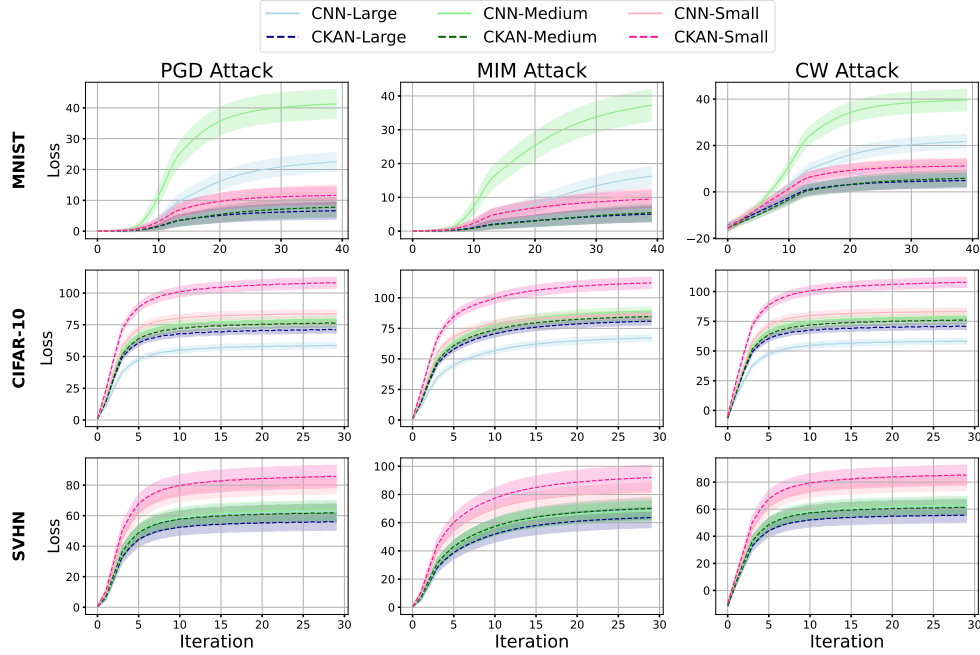 CNN-Large CNN-Medium CNN-Small
CKAN-Large CKAN-Medium CKAN-Small
PGD Attack MIM Attack CW Attack
MNIST
Loss
0 10 20 30 40
0 10 20 30 40
0 10 20 30 40
0 10 20 30 40
−20 0 20 40
0 10 20 30 40
CIFAR-10
Loss
0 25 50 75 100
0 5 10 15 20 25 30
0 25 50 75 100
0 5 10 15 20 25 30
0 25 50 75 100
0 5 10 15 20 25 30
SVHN
Loss
0 20 40 60 80
0 5 10 15 20 25 30
0 20 40 60 80 100
0 5 10 15 20 25 30
0 20 40 60 80
0 5 10 15 20 25 30
Iteration Iteration Iteration